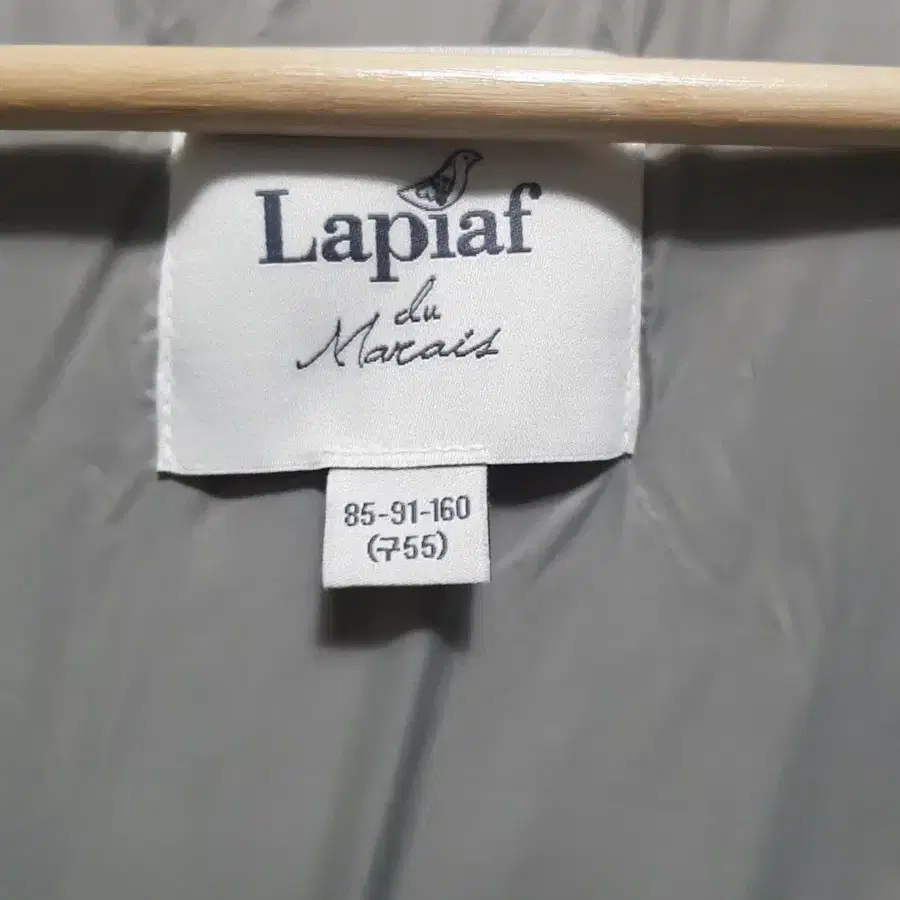 Lapiaf
du
Marais
85-91-160
(구55)